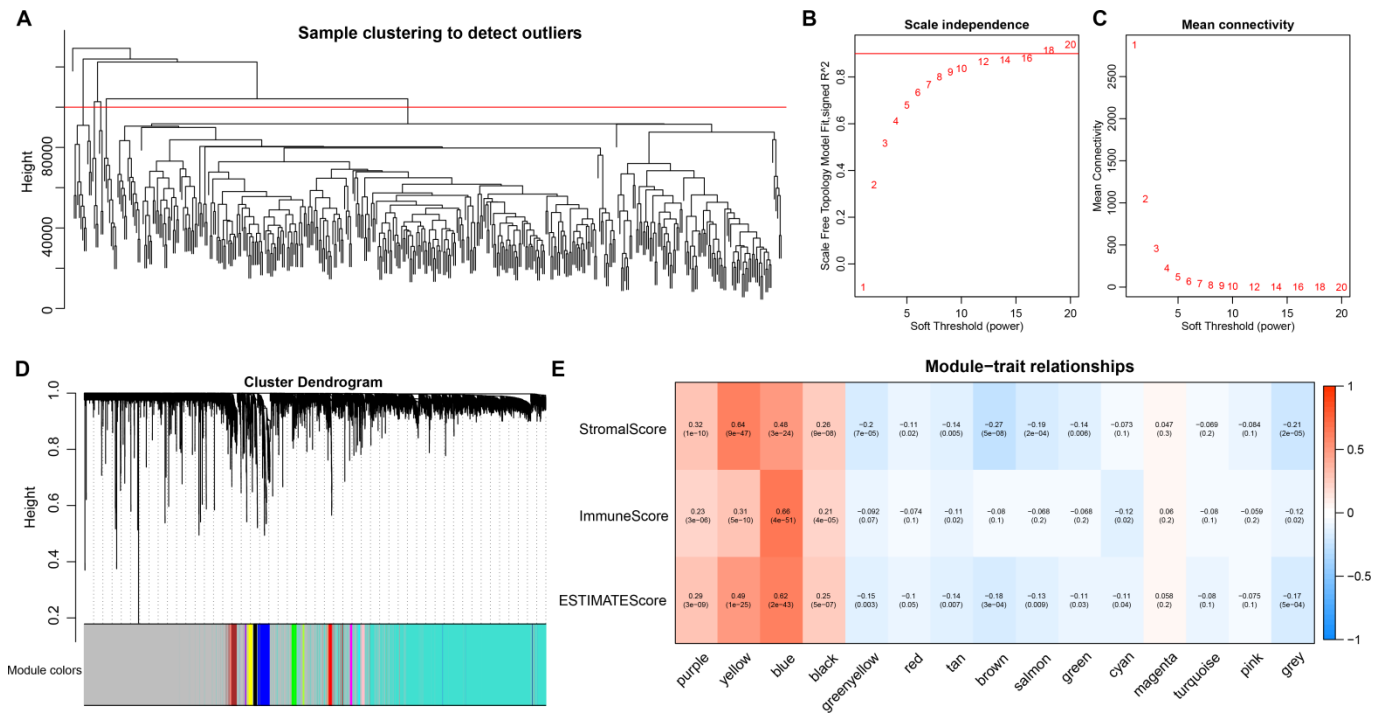 A
Sample clustering to detect outliers
Height
0
40000
80000
B
Scale independence
Scale Free Topology Model Fit,signed R^2
0.0
0.2
0.4
0.6
0.8
1
2
3
4
5
6
7
8
9
10
12
14
16
18
20
5
10
15
20
Soft Threshold (power)
C
Mean connectivity
Mean Connectivity
0
500
1000
1500
2000
2500
1
2
3
4
5
6
7
8
9
10
12
14
16
18
20
5
10
15
20
Soft Threshold (power)
D
Cluster Dendrogram
Height
1.0
0.8
0.6
0.4
0.2
Module colors
E
Module−trait relationships
StromalScore
0.32 0.64 0.48 0.26 −0.2 −0.11 −0.14 −0.27 −0.19 −0.14 −0.073 0.047 −0.069 −0.084 −0.21
(1e−10) (9e−47) (3e−24) (9e−08) (7e−05) (0.02) (0.005) (5e−08) (2e−04) (0.006) (0.1) (0.3) (0.2) (0.1) (2e−05)
ImmuneScore
0.23 0.31 0.66 0.21 −0.092 −0.074 −0.11 −0.08 −0.068 −0.068 −0.12 0.06 −0.08 −0.059 −0.12
(3e−06) (5e−10) (4e−51) (4e−05) (0.07) (0.1) (0.02) (0.1) (0.2) (0.2) (0.02) (0.2) (0.1) (0.2) (0.02)
ESTIMATEScore
0.29 0.49 0.62 0.25 −0.15 −0.1 −0.14 −0.18 −0.13 −0.11 −0.11 0.058 −0.08 −0.075 −0.17
(3e−09) (1e−25) (2e−43) (5e−07) (0.003) (0.05) (0.007) (3e−04) (0.009) (0.03) (0.04) (0.2) (0.1) (0.1) (5e−04)
purple
yellow
blue
black
greenyellow
red
tan
brown
salmon
green
cyan
magenta
turquoise
pink
grey
1
0.5
0
−0.5
−1